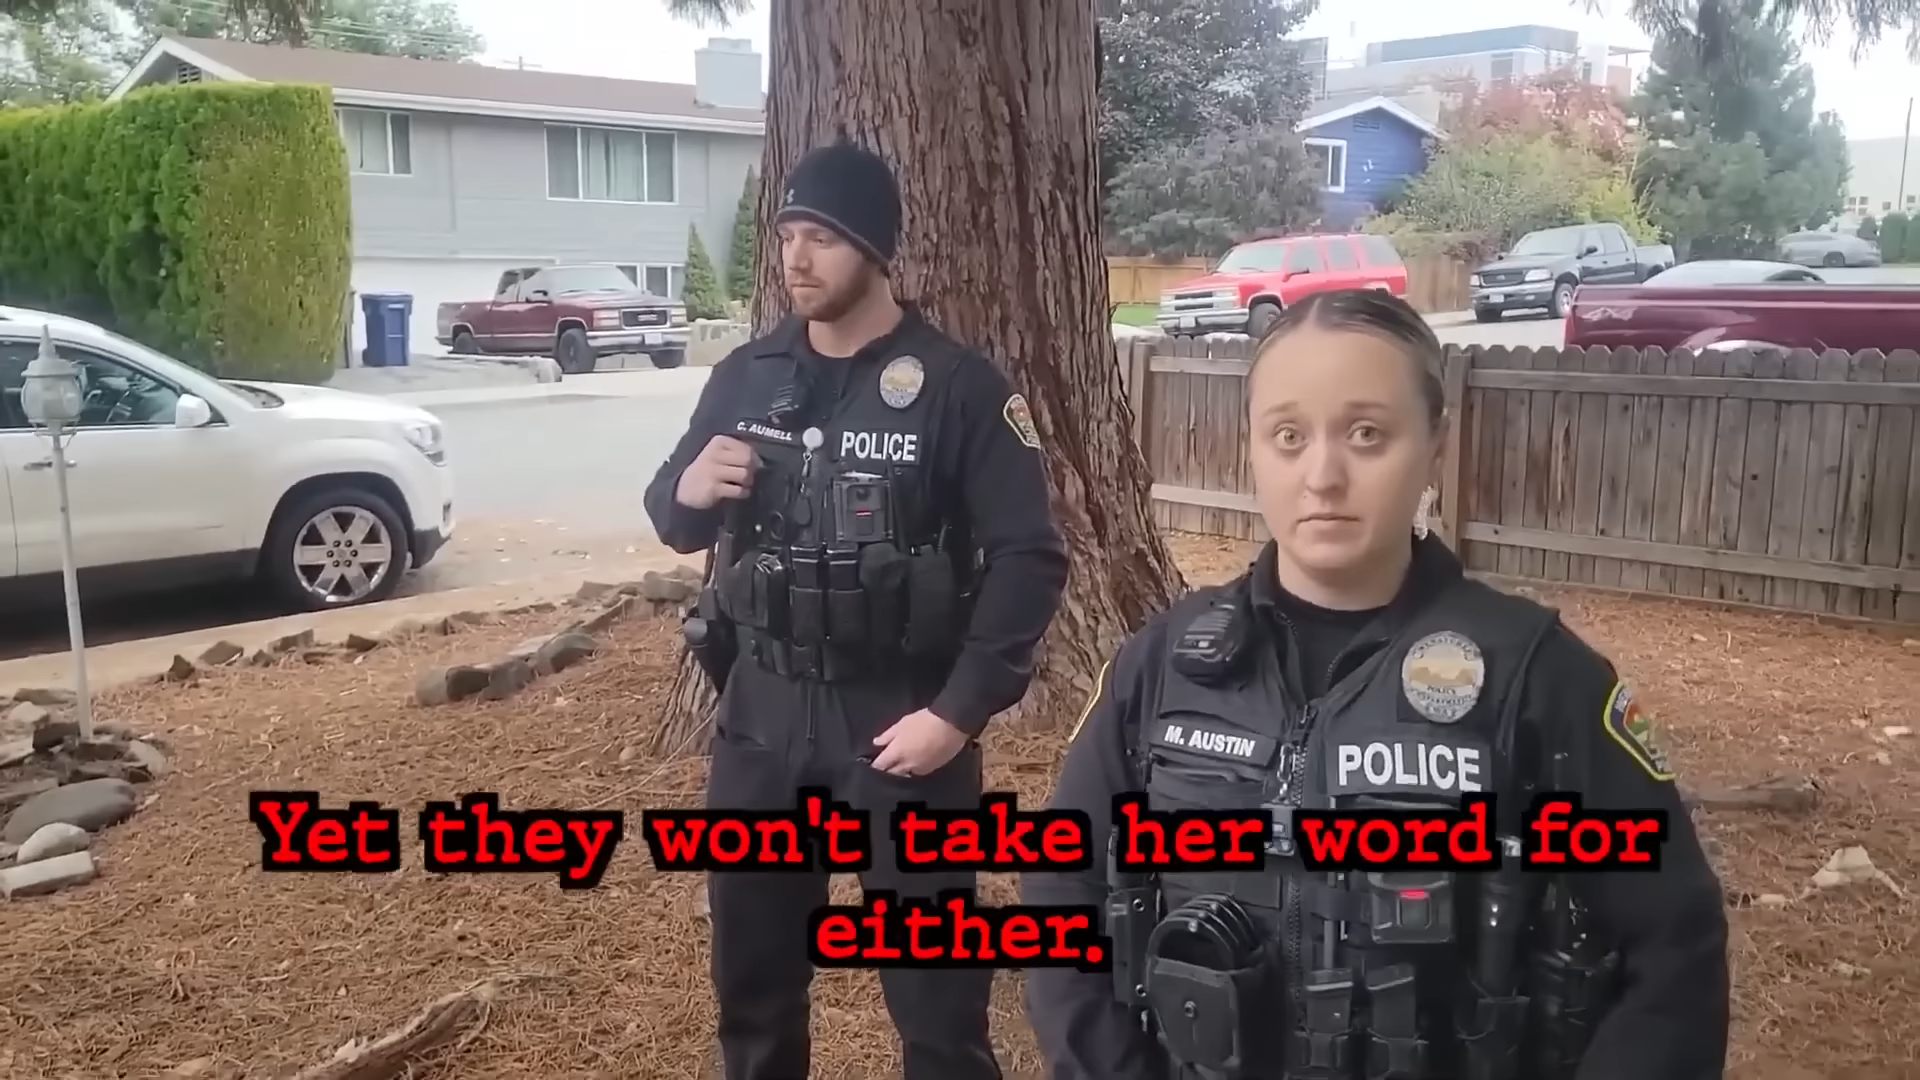 C. AUMELL
POLICE
M. AUSTIN
POLICE
Yet they won't take her word for
either.